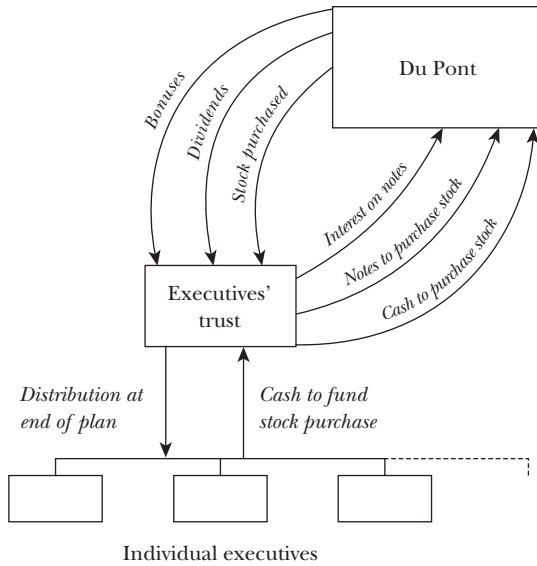 Du Pont
Bonuses
Dividends
Stock purchased
Interest on notes
Notes to purchase stock
Cash to purchase stock
Executives’
trust
Distribution at
end of plan
Cash to fund
stock purchase
Individual executives